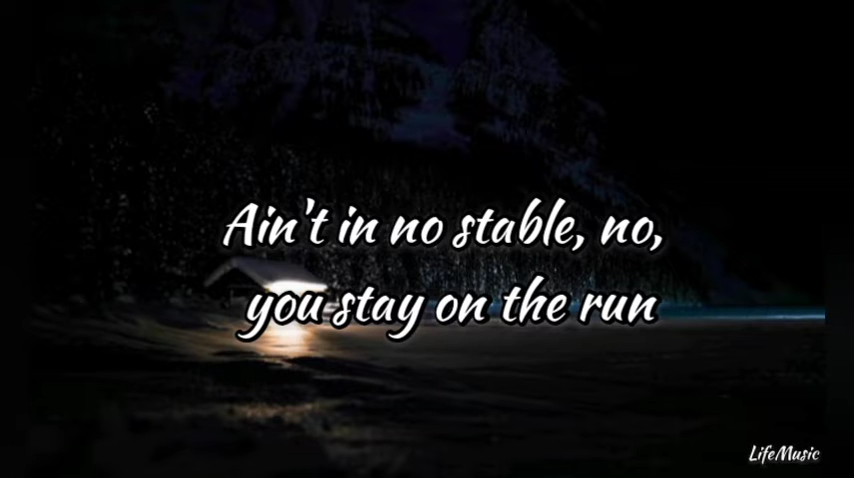 Ain't in no stable, no,
you stay on the run
LifeMusic